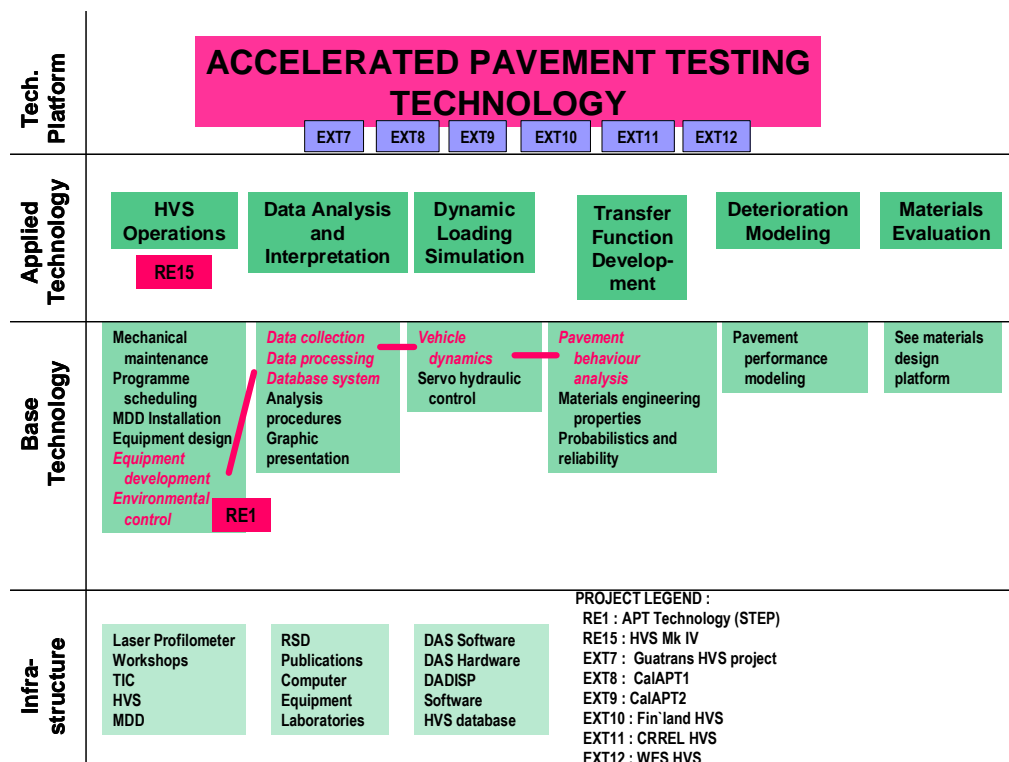 Tech.
Platform
ACCELERATED PAVEMENT TESTING
TECHNOLOGY
EXT7
EXT8
EXT9
EXT10
EXT11
EXT12
Applied
Technology
HVS
Operations
RE15
Data Analysis
and
Interpretation
Dynamic
Loading
Simulation
Transfer
Function
Develop-
ment
Deterioration
Modeling
Materials
Evaluation
Base
Technology
Mechanical
maintenance
Programme
scheduling
MDD Installation
Equipment design
Equipment
development
Environmental
control
RE1
Data collection
Data processing
Database system
Analysis
procedures
Graphic
presentation
Vehicle
dynamics
Servo hydraulic
control
Pavement
behaviour
analysis
Materials engineering
properties
Probabilistics and
reliability
Pavement
performance
modeling
See materials
design
platform
Infra-
structure
Laser Profilometer
Workshops
TIC
HVS
MDD
RSD
Publications
Computer
Equipment
Laboratories
DAS Software
DAS Hardware
DADISP
Software
HVS database
PROJECT LEGEND :
RE1 : APT Technology (STEP)
RE15 : HVS Mk IV
EXT7 : Guatrans HVS project
EXT8 : CalAPT1
EXT9 : CalAPT2
EXT10 : Fin`land HVS
EXT11 : CRREL HVS
EXT12 : WES HVS